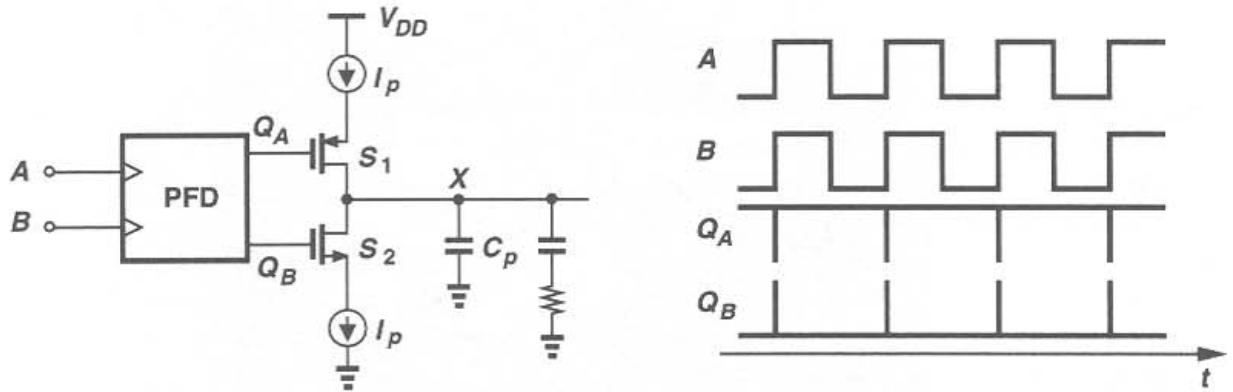 V_DD
I_p
Q_A
S_1
A
PFD
X
B
C_p
Q_B
S_2
I_p
A
B
Q_A
Q_B
t